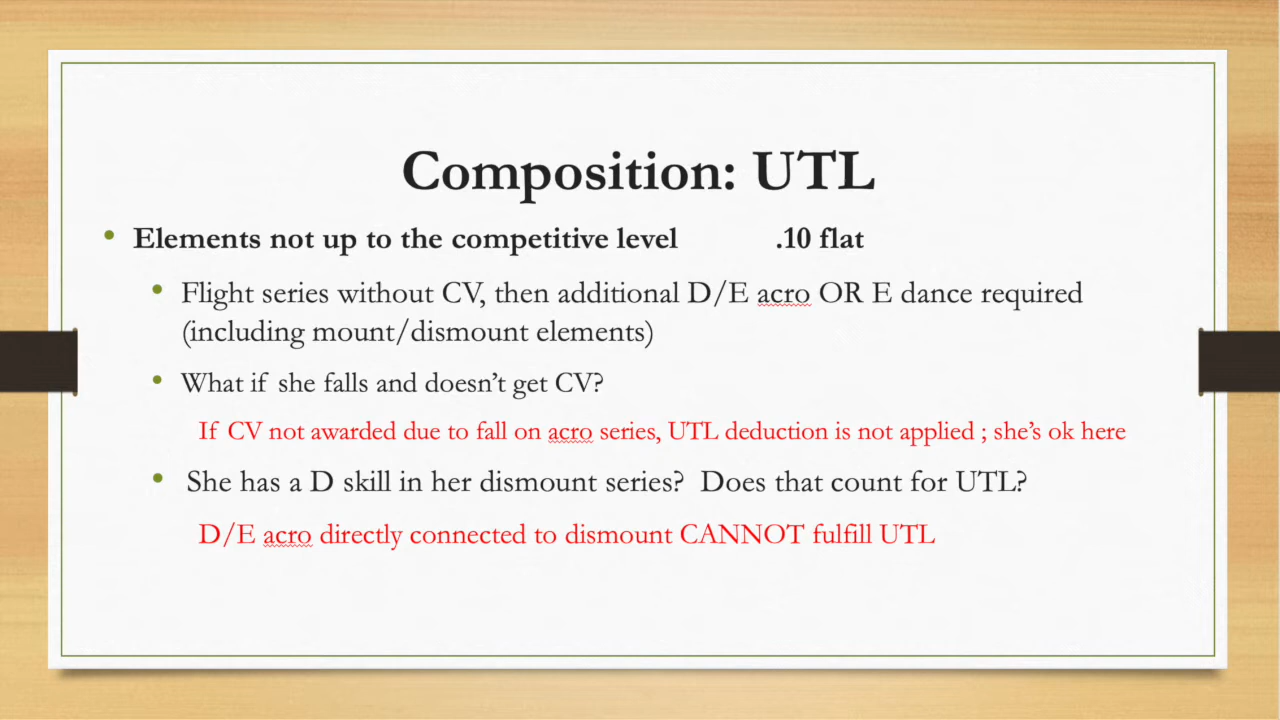 Composition: UTL
• Elements not up to the competitive level .10 flat
• Flight series without CV, then additional D/E acro OR E dance required
(including mount/dismount elements)
• What if she falls and doesn’t get CV?
If CV not awarded due to fall on acro series, UTL deduction is not applied ; she’s ok here
• She has a D skill in her dismount series? Does that count for UTL?
D/E acro directly connected to dismount CANNOT fulfill UTL